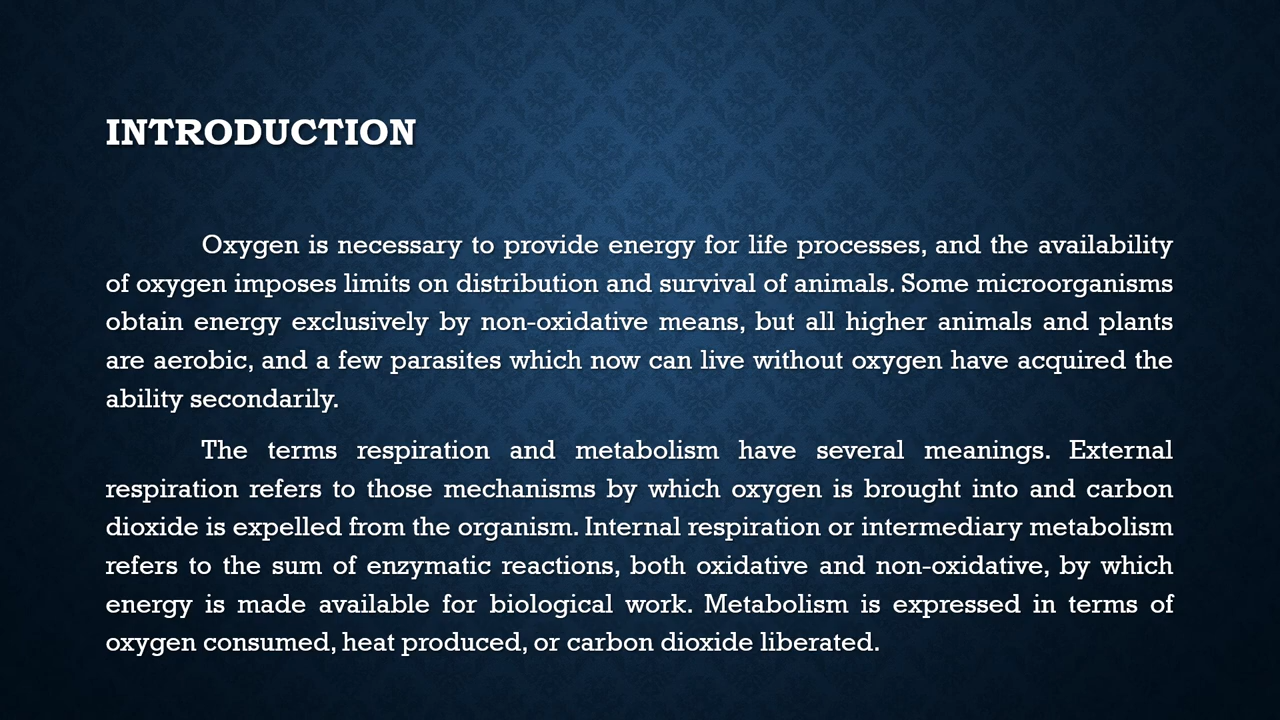 INTRODUCTION
Oxygen is necessary to provide energy for life processes, and the availability
of oxygen imposes limits on distribution and survival of animals. Some microorganisms
obtain energy exclusively by non-oxidative means, but all higher animals and plants
are aerobic, and a few parasites which now can live without oxygen have acquired the
ability secondarily.
The terms respiration and metabolism have several meanings. External
respiration refers to those mechanisms by which oxygen is brought into and carbon
dioxide is expelled from the organism. Internal respiration or intermediary metabolism
refers to the sum of enzymatic reactions, both oxidative and non-oxidative, by which
energy is made available for biological work. Metabolism is expressed in terms of
oxygen consumed, heat produced, or carbon dioxide liberated.